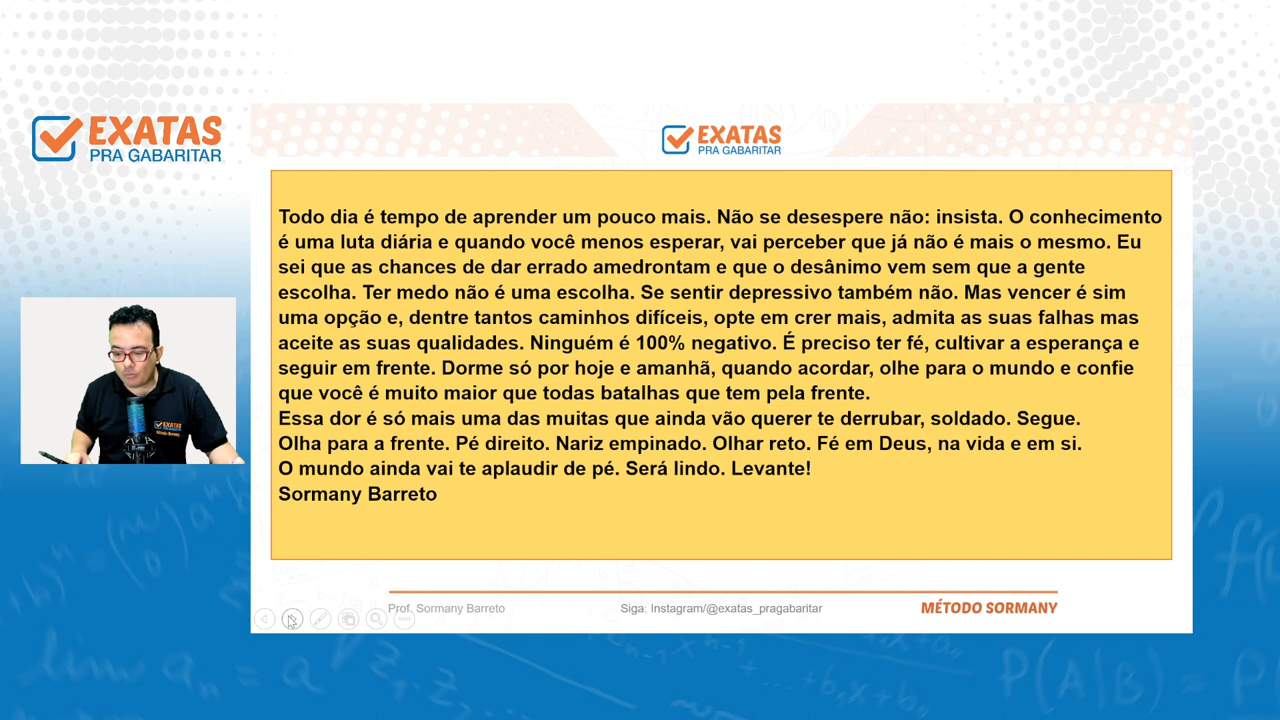 EXATAS
PRA GABARITAR
EXATAS
PRA GABARITAR
Todo dia é tempo de aprender um pouco mais. Não se desespere não: insista. O conhecimento
é uma luta diária e quando você menos esperar, vai perceber que já não é mais o mesmo. Eu
sei que as chances de dar errado amedrontam e que o desânimo vem sem que a gente
escolha. Ter medo não é uma escolha. Se sentir depressivo também não. Mas vencer é sim
uma opção e, dentre tantos caminhos difíceis, opte em crer mais, admita as suas falhas mas
aceite as suas qualidades. Ninguém é 100% negativo. É preciso ter fé, cultivar a esperança e
seguir em frente. Dorme só por hoje e amanhã, quando acordar, olhe para o mundo e confie
que você é muito maior que todas batalhas que tem pela frente.
Essa dor é só mais uma das muitas que ainda vão querer te derrubar, soldado. Segue.
Olha para a frente. Pé direito. Nariz empinado. Olhar reto. Fé em Deus, na vida e em si.
O mundo ainda vai te aplaudir de pé. Será lindo. Levante!
Sormany Barreto
Prof. Sormany Barreto
Siga: Instagram/@exatas_pragabaritar
MÉTODO SORMANY
EXATAS
lim aₙ = a
P(A|B) =